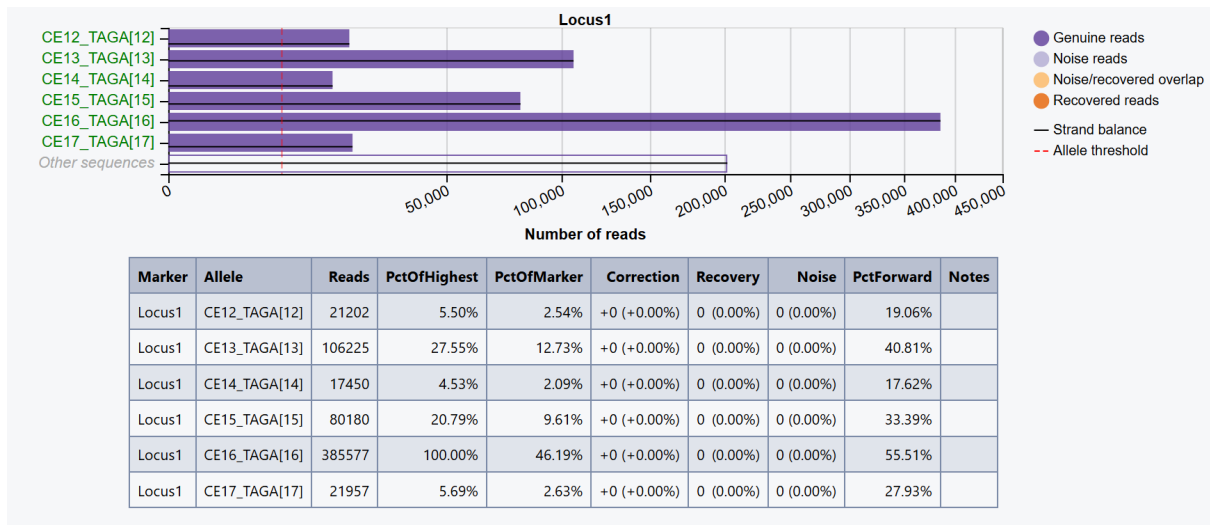 Locus1
CE12_TAGA[12]
CE13_TAGA[13]
CE14_TAGA[14]
CE15_TAGA[15]
CE16_TAGA[16]
CE17_TAGA[17]
Other sequences
0 50,000 100,000 150,000 200,000 250,000 300,000 350,000 400,000 450,000
Number of reads
Genuine reads
Noise reads
Noise/recovered overlap
Recovered reads
Strand balance
Allele threshold
Marker Allele Reads PctOfHighest PctOfMarker Correction Recovery Noise PctForward Notes
Locus1 CE12_TAGA[12] 21202 5.50% 2.54% +0 (+0.00%) 0 (0.00%) 0 (0.00%) 19.06%
Locus1 CE13_TAGA[13] 106225 27.55% 12.73% +0 (+0.00%) 0 (0.00%) 0 (0.00%) 40.81%
Locus1 CE14_TAGA[14] 17450 4.53% 2.09% +0 (+0.00%) 0 (0.00%) 0 (0.00%) 17.62%
Locus1 CE15_TAGA[15] 80180 20.79% 9.61% +0 (+0.00%) 0 (0.00%) 0 (0.00%) 33.39%
Locus1 CE16_TAGA[16] 385577 100.00% 46.19% +0 (+0.00%) 0 (0.00%) 0 (0.00%) 55.51%
Locus1 CE17_TAGA[17] 21957 5.69% 2.63% +0 (+0.00%) 0 (0.00%) 0 (0.00%) 27.93%